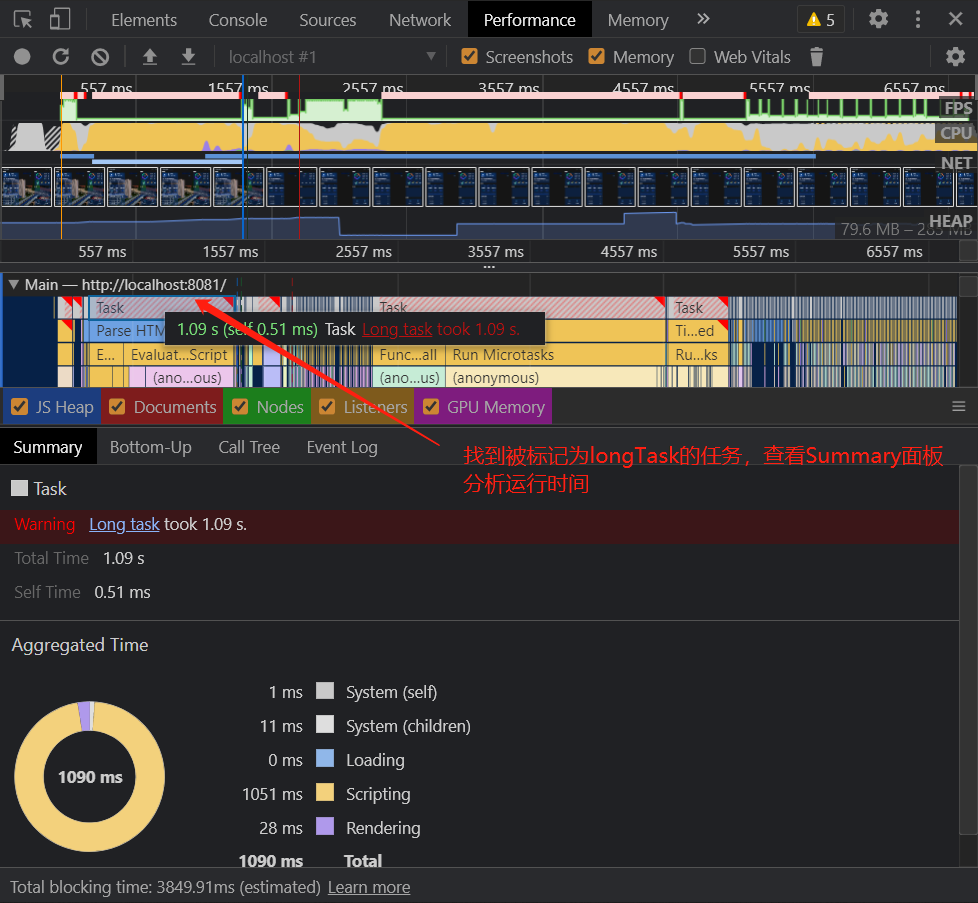 Elements Console Sources Network Performance Memory » 5
localhost #1 Screenshots Memory Web Vitals
557 ms 1557 ms 2557 ms 3557 ms 4557 ms 5557 ms 6557 ms
FPS
CPU
NET
HEAP
79.6 MB – 283 MB
557 ms 1557 ms 2557 ms 3557 ms 4557 ms 5557 ms 6557 ms
Main — http://localhost:8081/
Task Task Task
Parse HTM Ti...ed
1.09 s (self 0.51 ms) Task Long task took 1.09 s.
E... Evaluat...Script Func...all Run Microtasks Ru...ks
(ano...ous) (ano...us) (anonymous)
JS Heap Documents Nodes Listeners GPU Memory
Summary Bottom-Up Call Tree Event Log
找到被标记为longTask的任务，查看Summary面板
分析运行时间
Task
Warning Long task took 1.09 s.
Total Time 1.09 s
Self Time 0.51 ms
Aggregated Time
1 ms System (self)
11 ms System (children)
0 ms Loading
1090 ms
1051 ms Scripting
28 ms Rendering
1090 ms Total
Total blocking time: 3849.91ms (estimated) Learn more